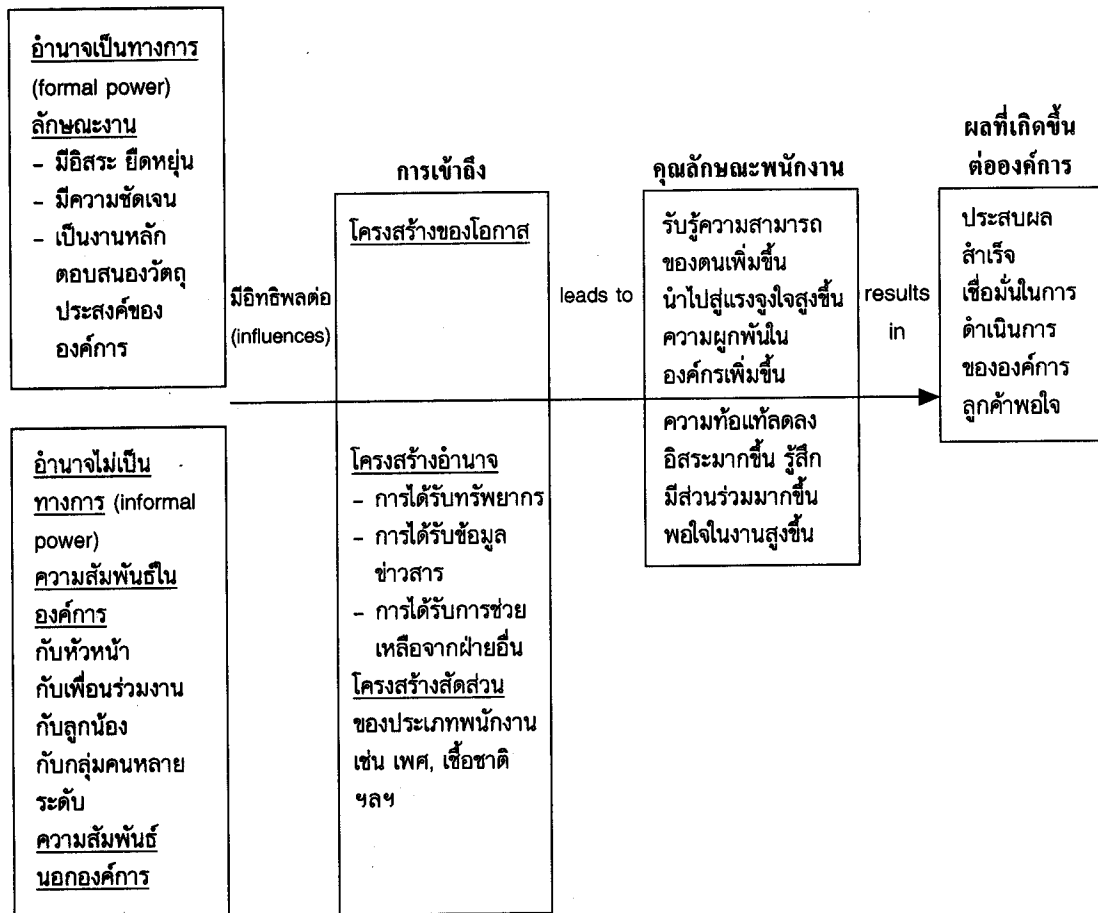 อำนาจเป็นทางการ
(formal power)
ลักษณะงาน
– มีอิสระ ยืดหยุ่น
– มีความชัดเจน
– เป็นงานหลัก
ตอบสนองวัตถุ
ประสงค์ของ
องค์การ
อำนาจไม่เป็น
ทางการ (informal
power)
ความสัมพันธ์ใน
องค์การ
กับหัวหน้า
กับเพื่อนร่วมงาน
กับลูกน้อง
กับกลุ่มคนหลาย
ระดับ
ความสัมพันธ์
นอกองค์การ
มีอิทธิพลต่อ
(influences)
การเข้าถึง
โครงสร้างของโอกาส
โครงสร้างอำนาจ
– การได้รับทรัพยากร
– การได้รับข้อมูล
ข่าวสาร
– การได้รับการช่วย
เหลือจากฝ่ายอื่น
โครงสร้างสัดส่วน
ของประเภทพนักงาน
เช่น เพศ, เชื้อชาติ
ฯลฯ
leads to
คุณลักษณะพนักงาน
รับรู้ความสามารถ
ของตนเพิ่มขึ้น
นำไปสู่แรงจูงใจสูงขึ้น
ความผูกพันใน
องค์กรเพิ่มขึ้น
ความท้อแท้ลดลง
อิสระมากขึ้น รู้สึก
มีส่วนร่วมมากขึ้น
พอใจในงานสูงขึ้น
results
in
ผลที่เกิดขึ้น
ต่อองค์การ
ประสบผล
สำเร็จ
เชื่อมั่นในการ
ดำเนินการ
ขององค์การ
ลูกค้าพอใจ